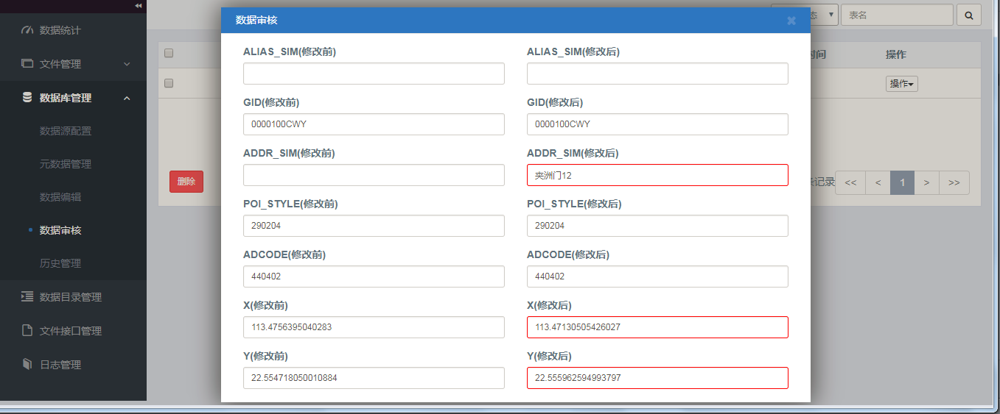 数据审核
数据统计
文件管理
数据库管理
数据源配置
元数据管理
数据编辑
数据审核
历史管理
数据目录管理
文件接口管理
日志管理
态
表名
时间
操作
操作
删除
条记录
<<
<
1
>
>>
ALIAS_SIM(修改前)
ALIAS_SIM(修改后)
GID(修改前)
GID(修改后)
0000100CWY
0000100CWY
ADDR_SIM(修改前)
ADDR_SIM(修改后)
夹洲门12
POI_STYLE(修改前)
POI_STYLE(修改后)
290204
290204
ADCODE(修改前)
ADCODE(修改后)
440402
440402
X(修改前)
X(修改后)
113.4756395040283
113.47130505426027
Y(修改前)
Y(修改后)
22.554718050010884
22.555962594993797